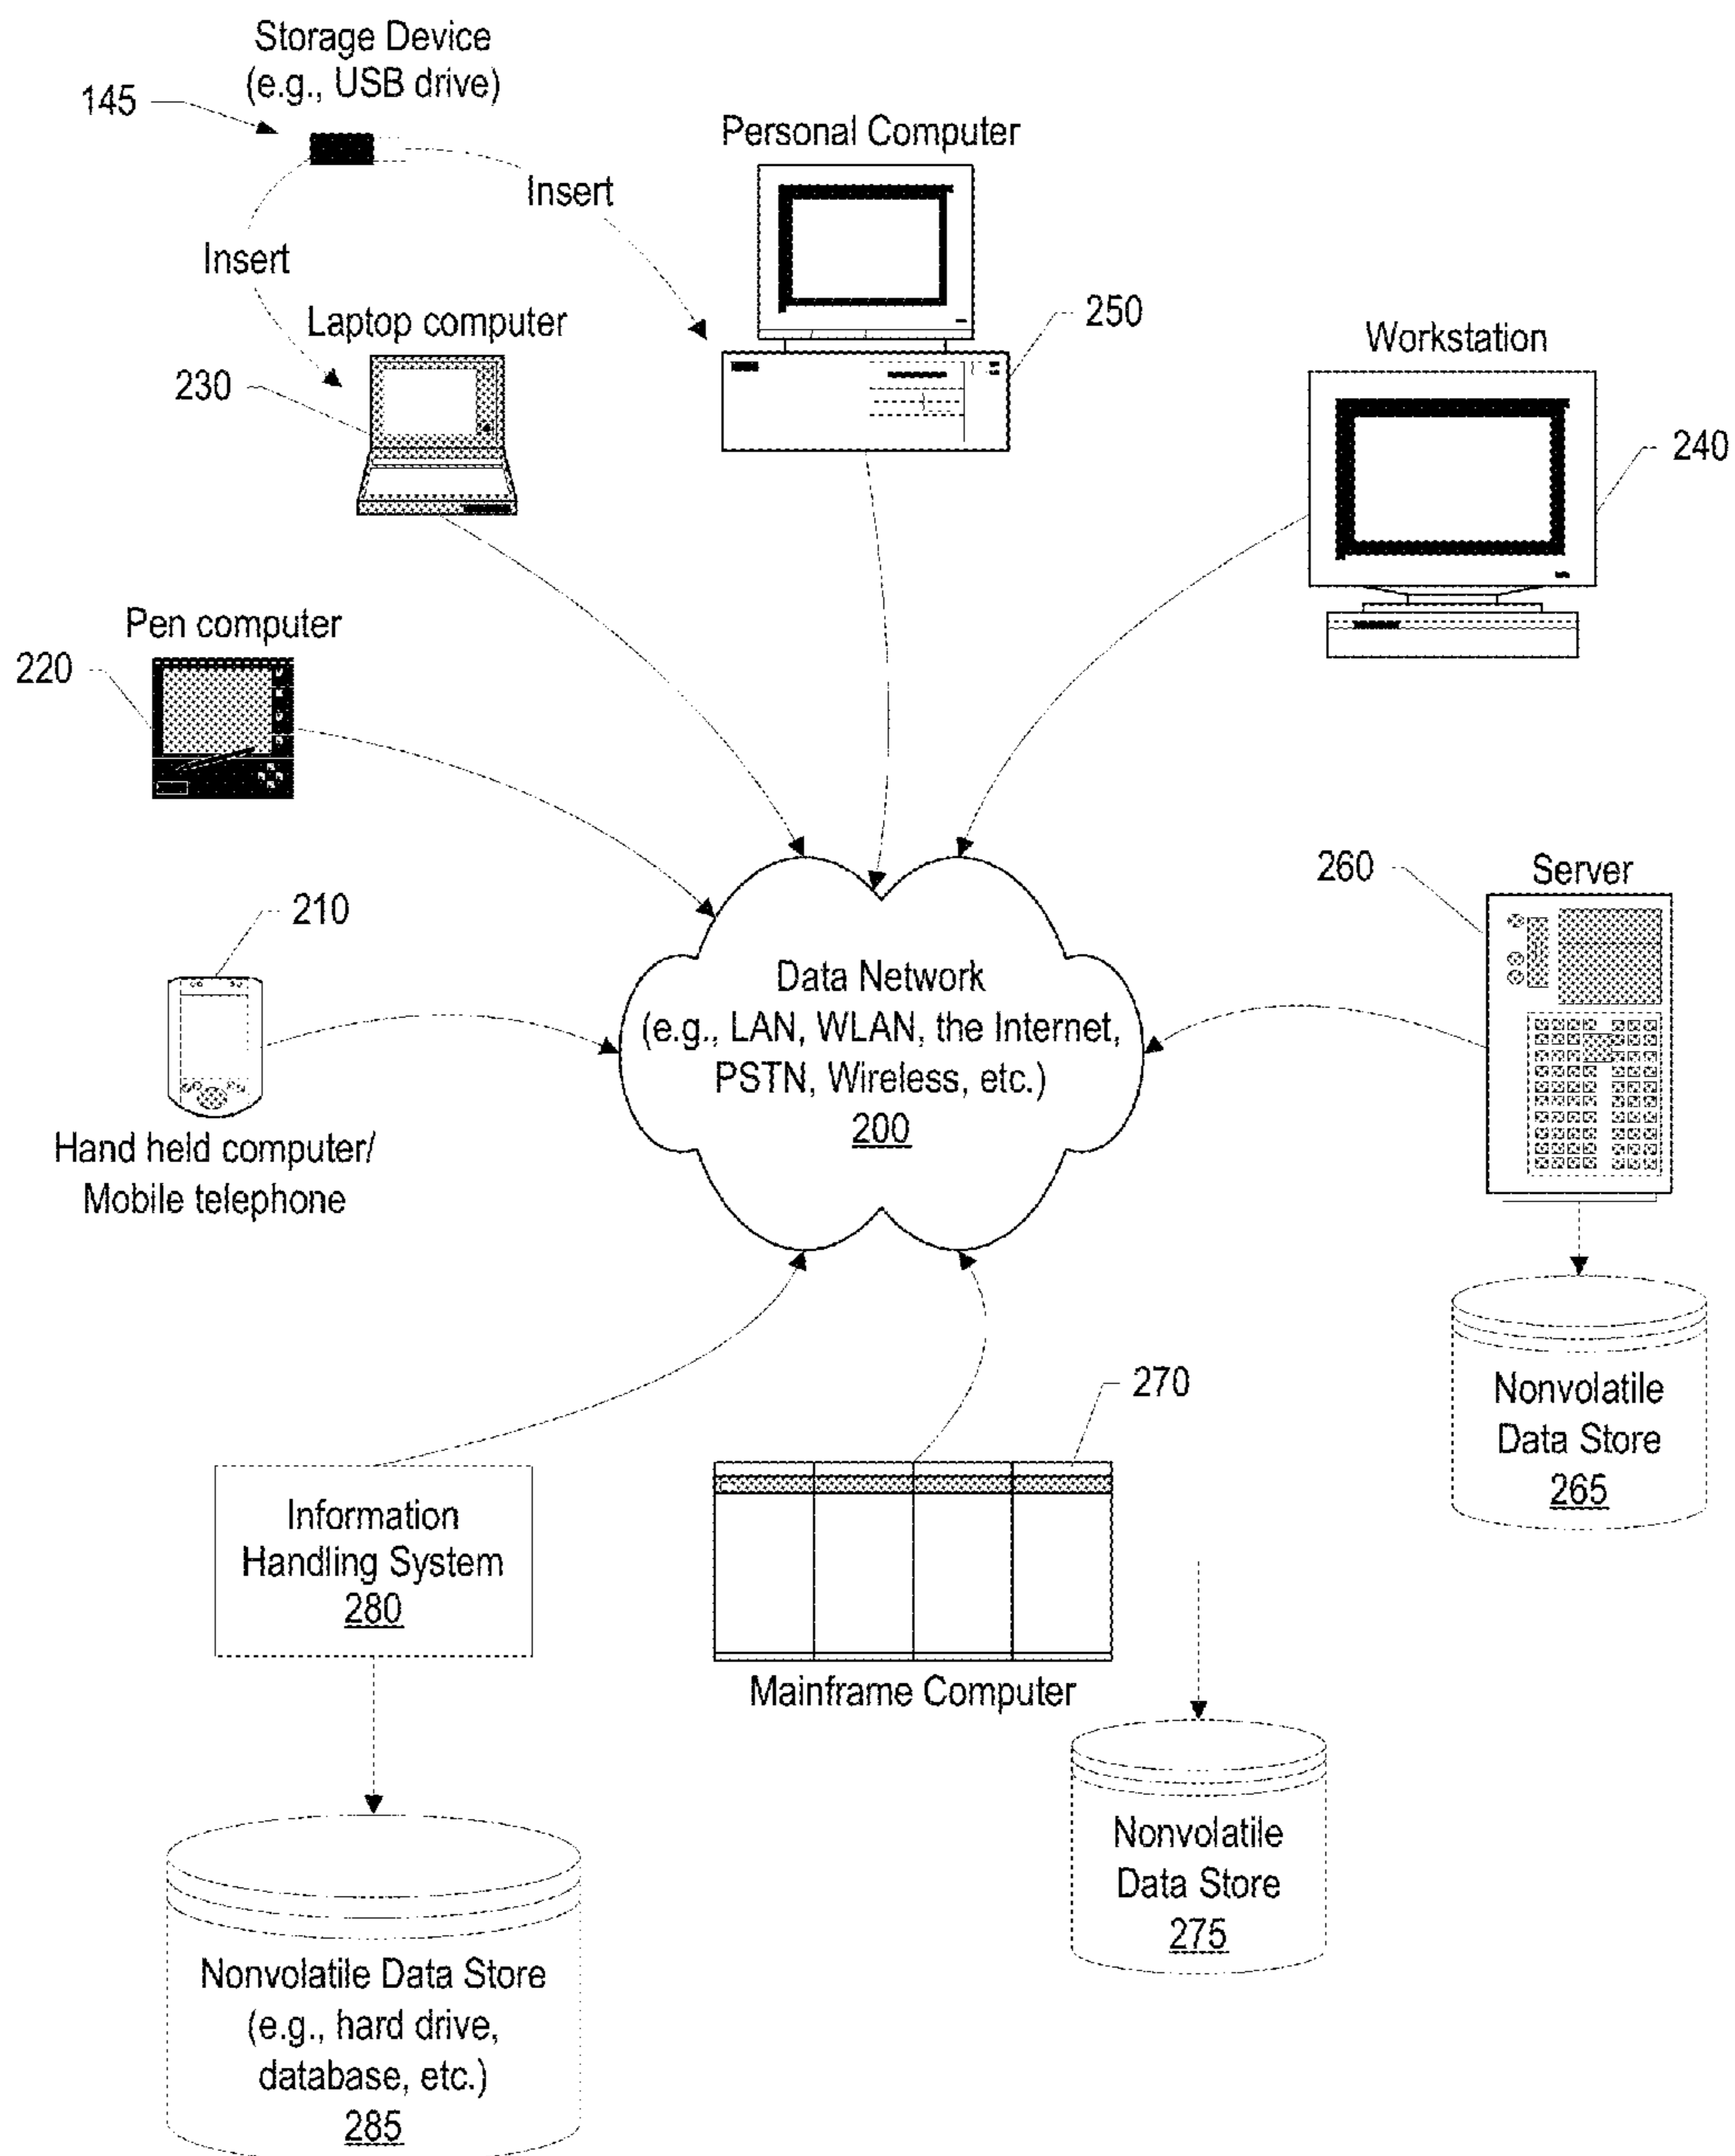 Storage Device
(e.g., USB drive)
145
Personal Computer
Insert
Insert
Laptop computer
250
Workstation
230
240
Pen computer
220
260
Server
210
Data Network
(e.g., LAN, WLAN, the Internet,
PSTN, Wireless, etc.)
200
Hand held computer/
Mobile telephone
270
Nonvolatile
Data Store
265
Information
Handling System
280
Mainframe Computer
Nonvolatile
Data Store
275
Nonvolatile Data Store
(e.g., hard drive,
database, etc.)
285